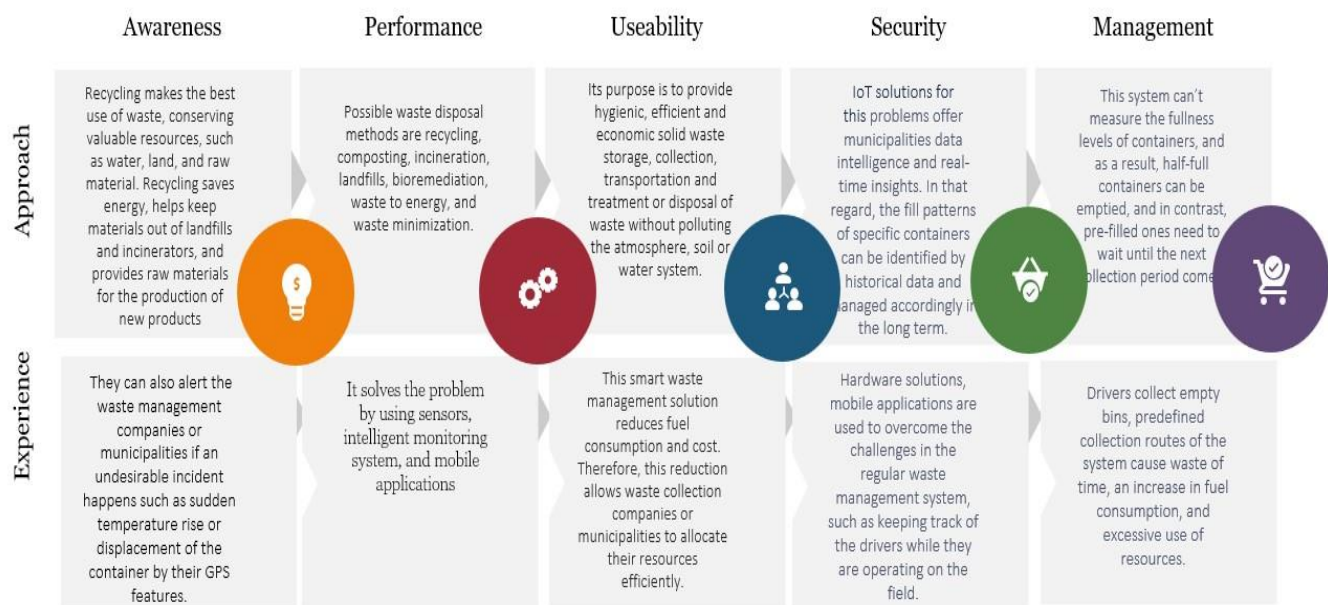 Awareness
Performance
Useability
Security
Management
Approach
Recycling makes the best
use of waste, conserving
valuable resources, such
as water, land, and raw
material. Recycling saves
energy, helps keep
materials out of landfills
and incinerators, and
provides raw materials
for the production of
new products
Possible waste disposal
methods are recycling,
composting, incineration,
landfills, bioremediation,
waste to energy, and
waste minimization.
Its purpose is to provide
hygienic, efficient and
economic solid waste
storage, collection,
transportation and
treatment or disposal of
waste without polluting
the atmosphere, soil or
water system.
IoT solutions for
this problems offer
municipalities data
intelligence and real-
time insights. In that
regard, the fill patterns
of specific containers
can be identified by
historical data and
managed accordingly in
the long term.
This system can't
measure the fullness
levels of containers, and
as a result, half-full
containers can be
emptied, and in contrast,
pre-filled ones need to
wait until the next
collection period come
$
Experience
They can also alert the
waste management
companies or
municipalities if an
undesirable incident
happens such as sudden
temperature rise or
displacement of the
container by their GPS
features.
It solves the problem
by using sensors,
intelligent monitoring
system, and mobile
applications
This smart waste
management solution
reduces fuel
consumption and cost.
Therefore, this reduction
allows waste collection
companies or
municipalities to allocate
their resources
efficiently.
Hardware solutions,
mobile applications are
used to overcome the
challenges in the
regular waste
management system,
such as keeping track of
the drivers while they
are operating on the
field.
Drivers collect empty
bins, predefined
collection routes of the
system cause waste of
time, an increase in fuel
consumption, and
excessive use of
resources.